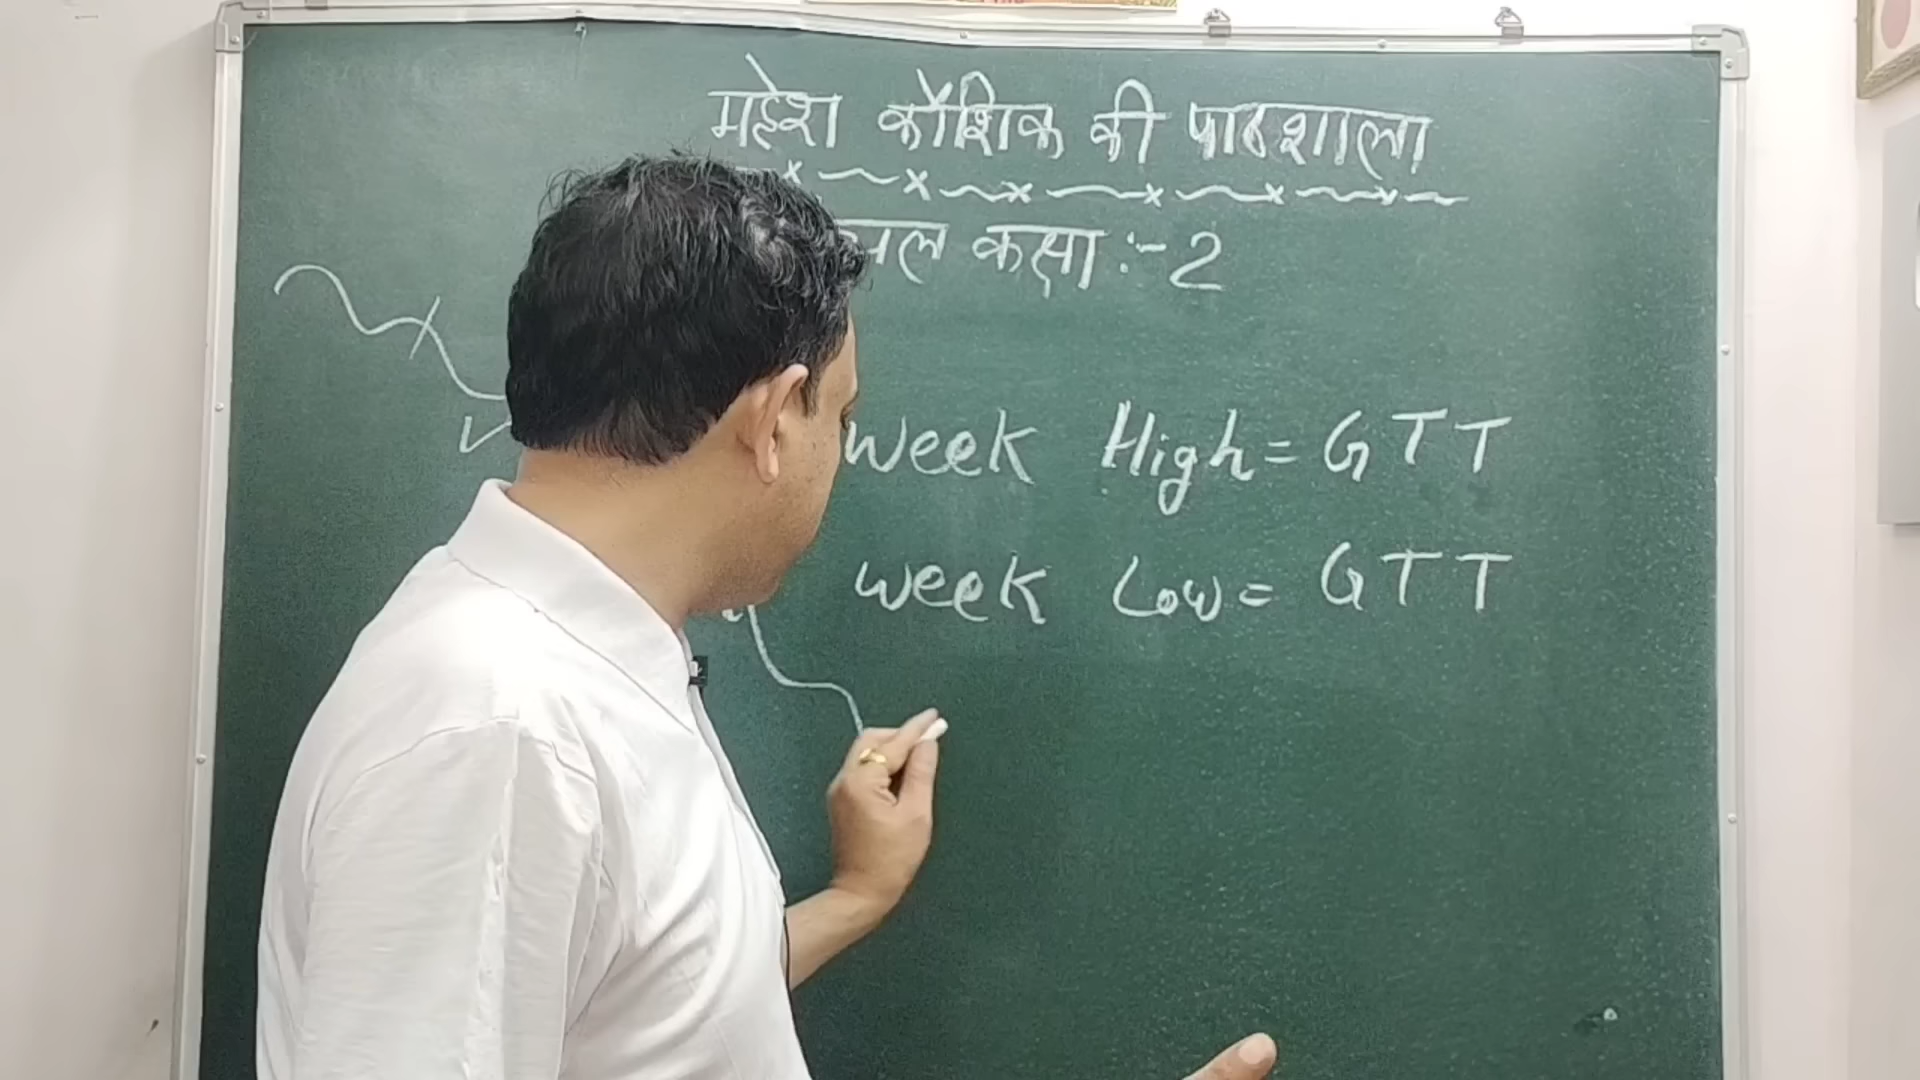 महेश कौशिक की पाठशाला
कक्षा :- 2
Week High = GTT
Week Low = GTT